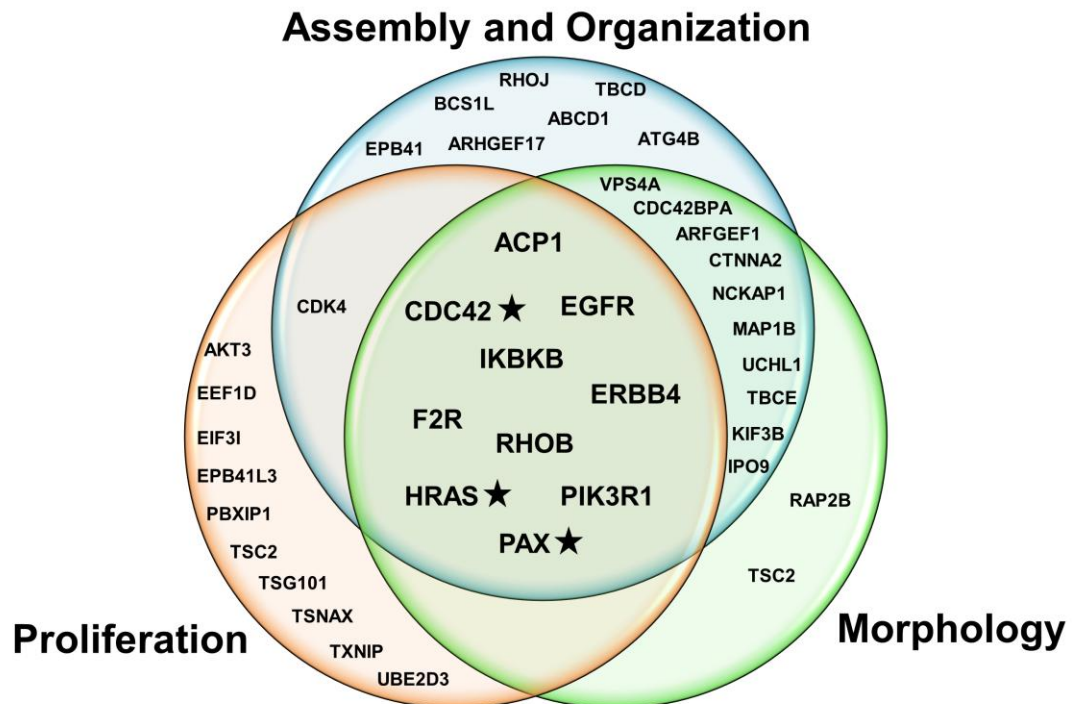 Assembly and Organization
RHOJ
TBCD
BCS1L
ABCD1
ATG4B
EPB41
ARHGEF17
VPS4A
CDC42BPA
ARFGEF1
CTNNA2
NCKAP1
MAP1B
UCHL1
TBCE
KIF3B
IPO9
ACP1
CDC42 ★
EGFR
IKBKB
ERBB4
F2R
RHOB
HRAS ★
PIK3R1
PAX ★
CDK4
AKT3
EEF1D
EIF3I
EPB41L3
PBXIP1
TSC2
TSG101
TSNAX
TXNIP
UBE2D3
RAP2B
TSC2
Proliferation
Morphology